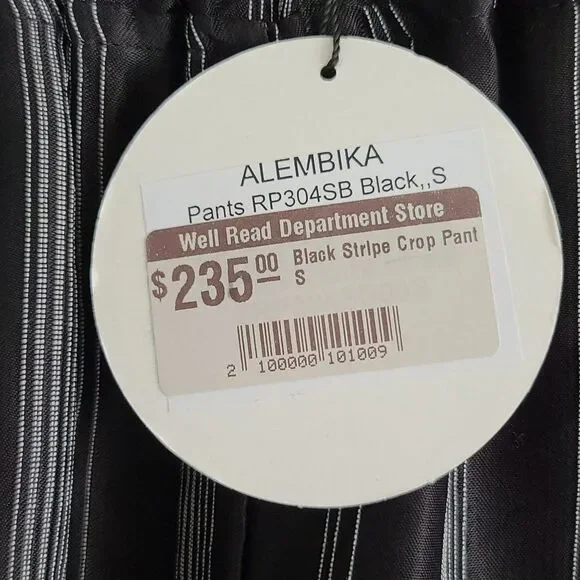 ALEMBIKA
Pants RP304SB Black,,S
Well Read Department Store
$235.00 Black Stripe Crop Pant
S
2 100000 101009